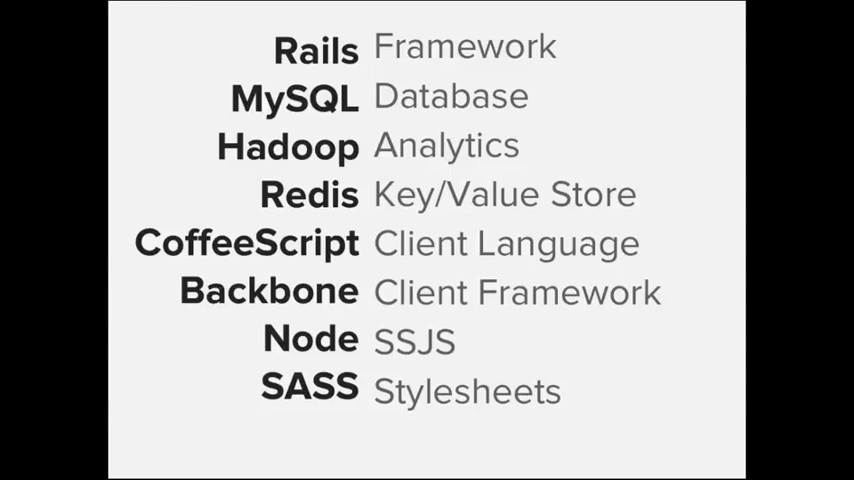 Rails Framework
MySQL Database
Hadoop Analytics
Redis Key/Value Store
CoffeeScript Client Language
Backbone Client Framework
Node SSJS
SASS Stylesheets